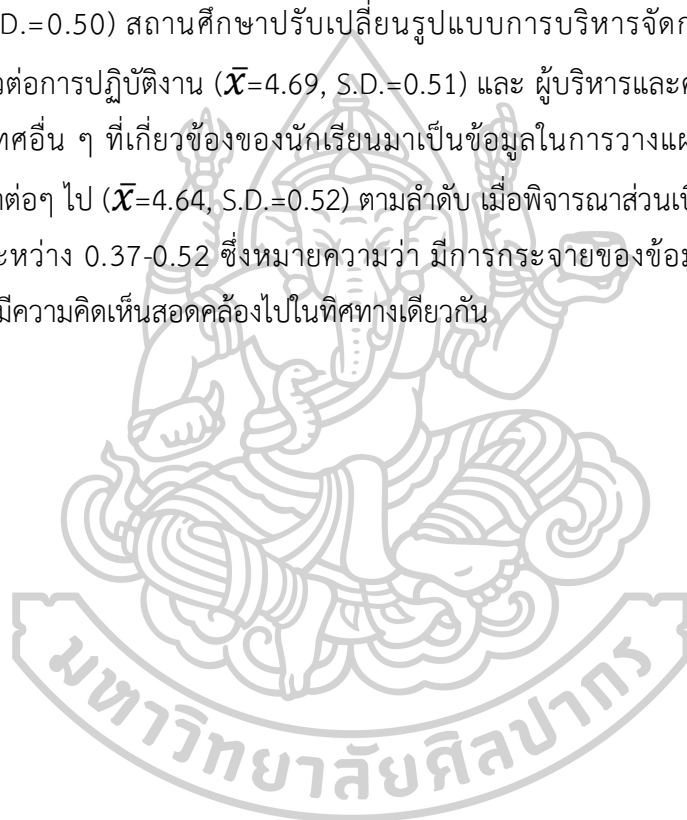 D.=0.50) สถานศึกษาปรับเปลี่ยนรูปแบบการบริหารจัดก
วต่อการปฏิบัติงาน (x̄=4.69, S.D.=0.51) และ ผู้บริหารและค
ทศอื่น ๆ ที่เกี่ยวข้องของนักเรียนมาเป็นข้อมูลในการวางแผ
าต่อๆ ไป (x̄=4.64, S.D.=0.52) ตามลำดับ เมื่อพิจารณาส่วนเบี
ะหว่าง 0.37-0.52 ซึ่งหมายความว่า มีการกระจายของข้อม
มีความคิดเห็นสอดคล้องไปในทิศทางเดียวกัน
มหาวิทยาลัยศิลปากร